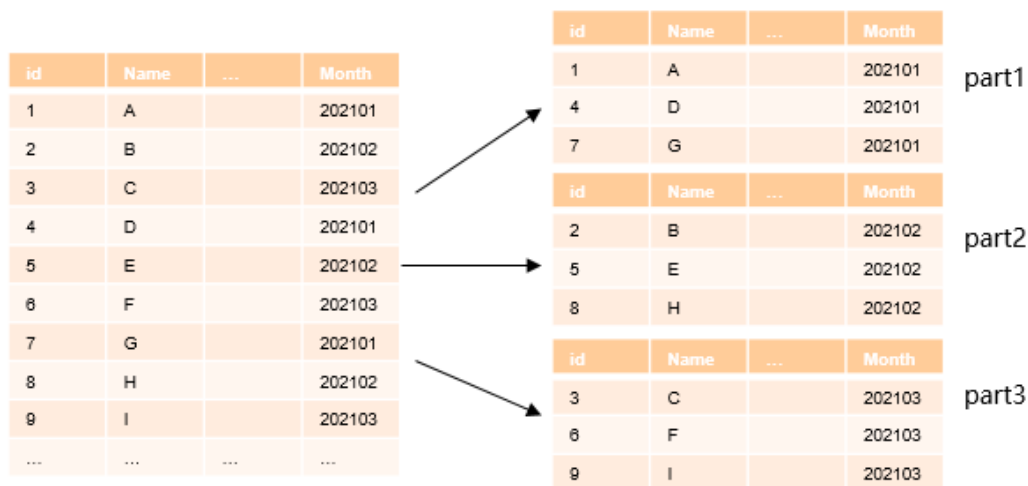 id Name ... Month
1 A 202101
2 B 202102
3 C 202103
4 D 202101
5 E 202102
6 F 202103
7 G 202101
8 H 202102
9 I 202103
... ... ... ...
id Name ... Month
1 A 202101
4 D 202101
7 G 202101
part1
id Name ... Month
2 B 202102
5 E 202102
8 H 202102
part2
id Name ... Month
3 C 202103
6 F 202103
9 I 202103
part3